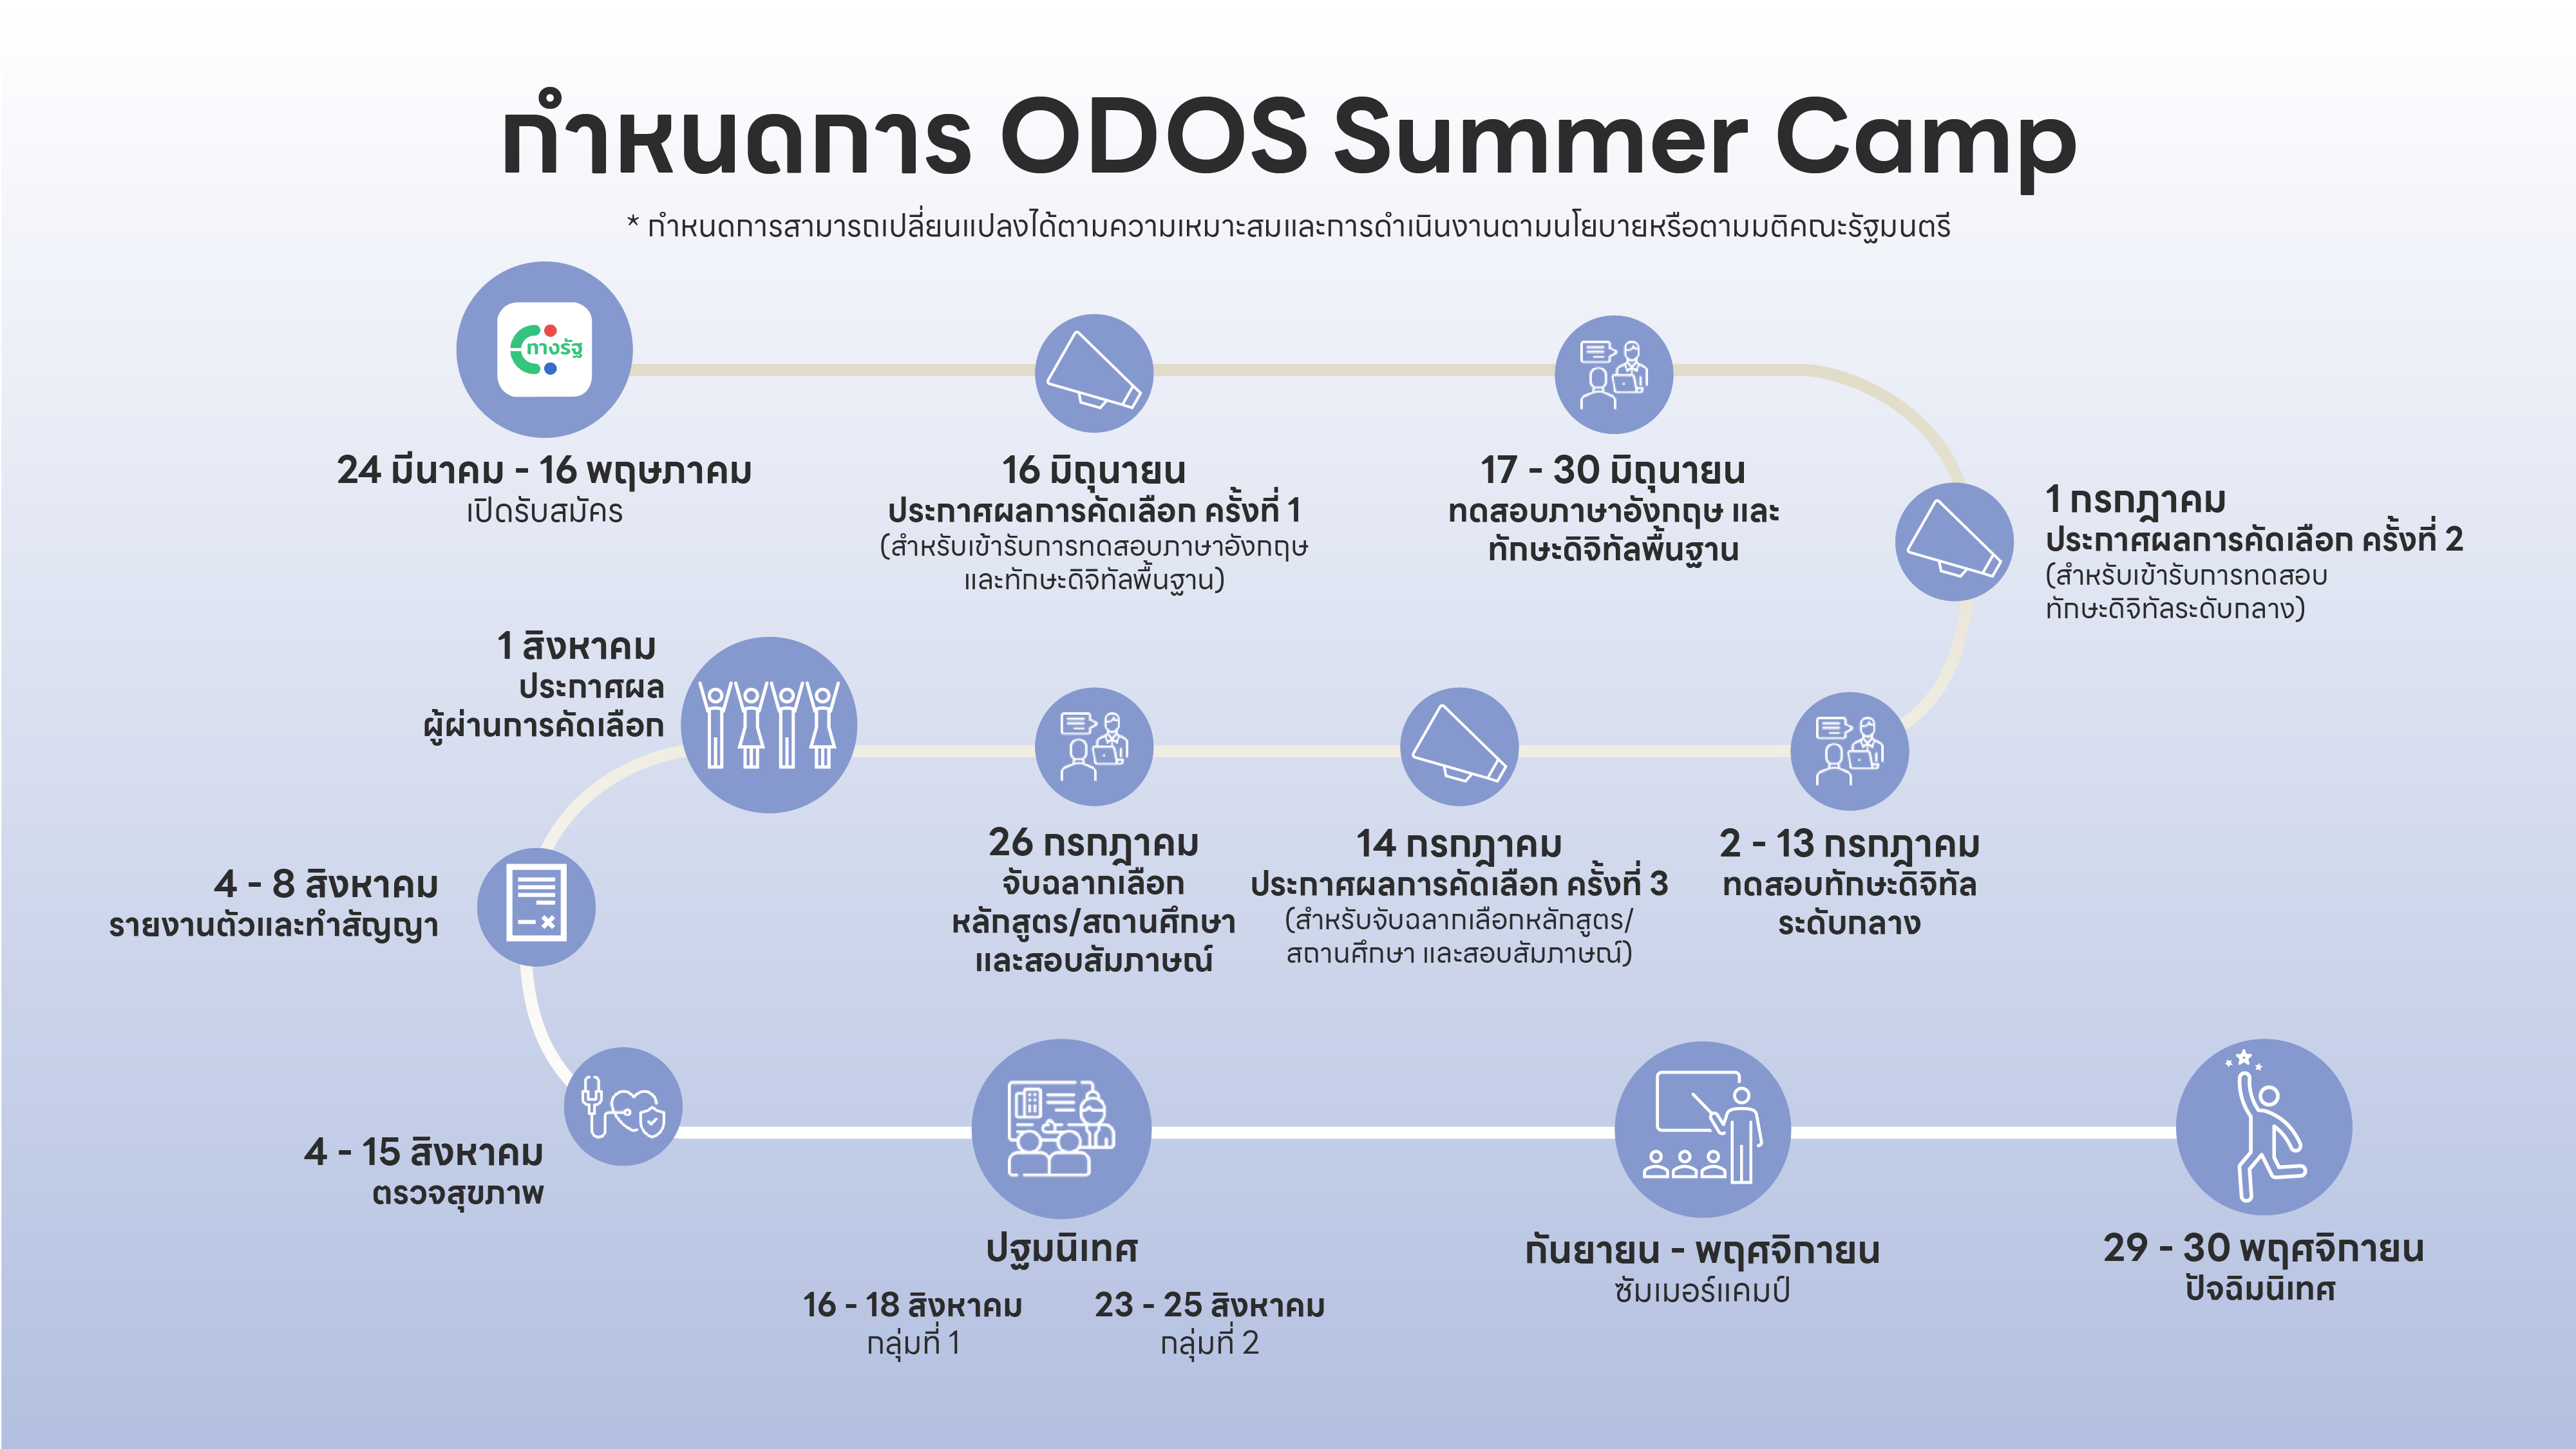 กำหนดการ ODOS Summer Camp
* กำหนดการสามารถเปลี่ยนแปลงได้ตามความเหมาะสมและการดำเนินงานตามนโยบายหรือตามมติคณะรัฐมนตรี
ทางรัฐ
24 มีนาคม - 16 พฤษภาคม
เปิดรับสมัคร
16 มิถุนายน
ประกาศผลการคัดเลือก ครั้งที่ 1
(สำหรับเข้ารับการทดสอบภาษาอังกฤษ
และทักษะดิจิทัลพื้นฐาน)
17 - 30 มิถุนายน
ทดสอบภาษาอังกฤษ และ
ทักษะดิจิทัลพื้นฐาน
1 กรกฎาคม
ประกาศผลการคัดเลือก ครั้งที่ 2
(สำหรับเข้ารับการทดสอบ
ทักษะดิจิทัลระดับกลาง)
2 - 13 กรกฎาคม
ทดสอบทักษะดิจิทัล
ระดับกลาง
14 กรกฎาคม
ประกาศผลการคัดเลือก ครั้งที่ 3
(สำหรับจับฉลากเลือกหลักสูตร/
สถานศึกษา และสอบสัมภาษณ์)
26 กรกฎาคม
จับฉลากเลือก
หลักสูตร/สถานศึกษา
และสอบสัมภาษณ์
1 สิงหาคม
ประกาศผล
ผู้ผ่านการคัดเลือก
4 - 8 สิงหาคม
รายงานตัวและทำสัญญา
4 - 15 สิงหาคม
ตรวจสุขภาพ
ปฐมนิเทศ
16 - 18 สิงหาคม
กลุ่มที่ 1
23 - 25 สิงหาคม
กลุ่มที่ 2
กันยายน - พฤศจิกายน
ซัมเมอร์แคมป์
29 - 30 พฤศจิกายน
ปัจฉิมนิเทศ